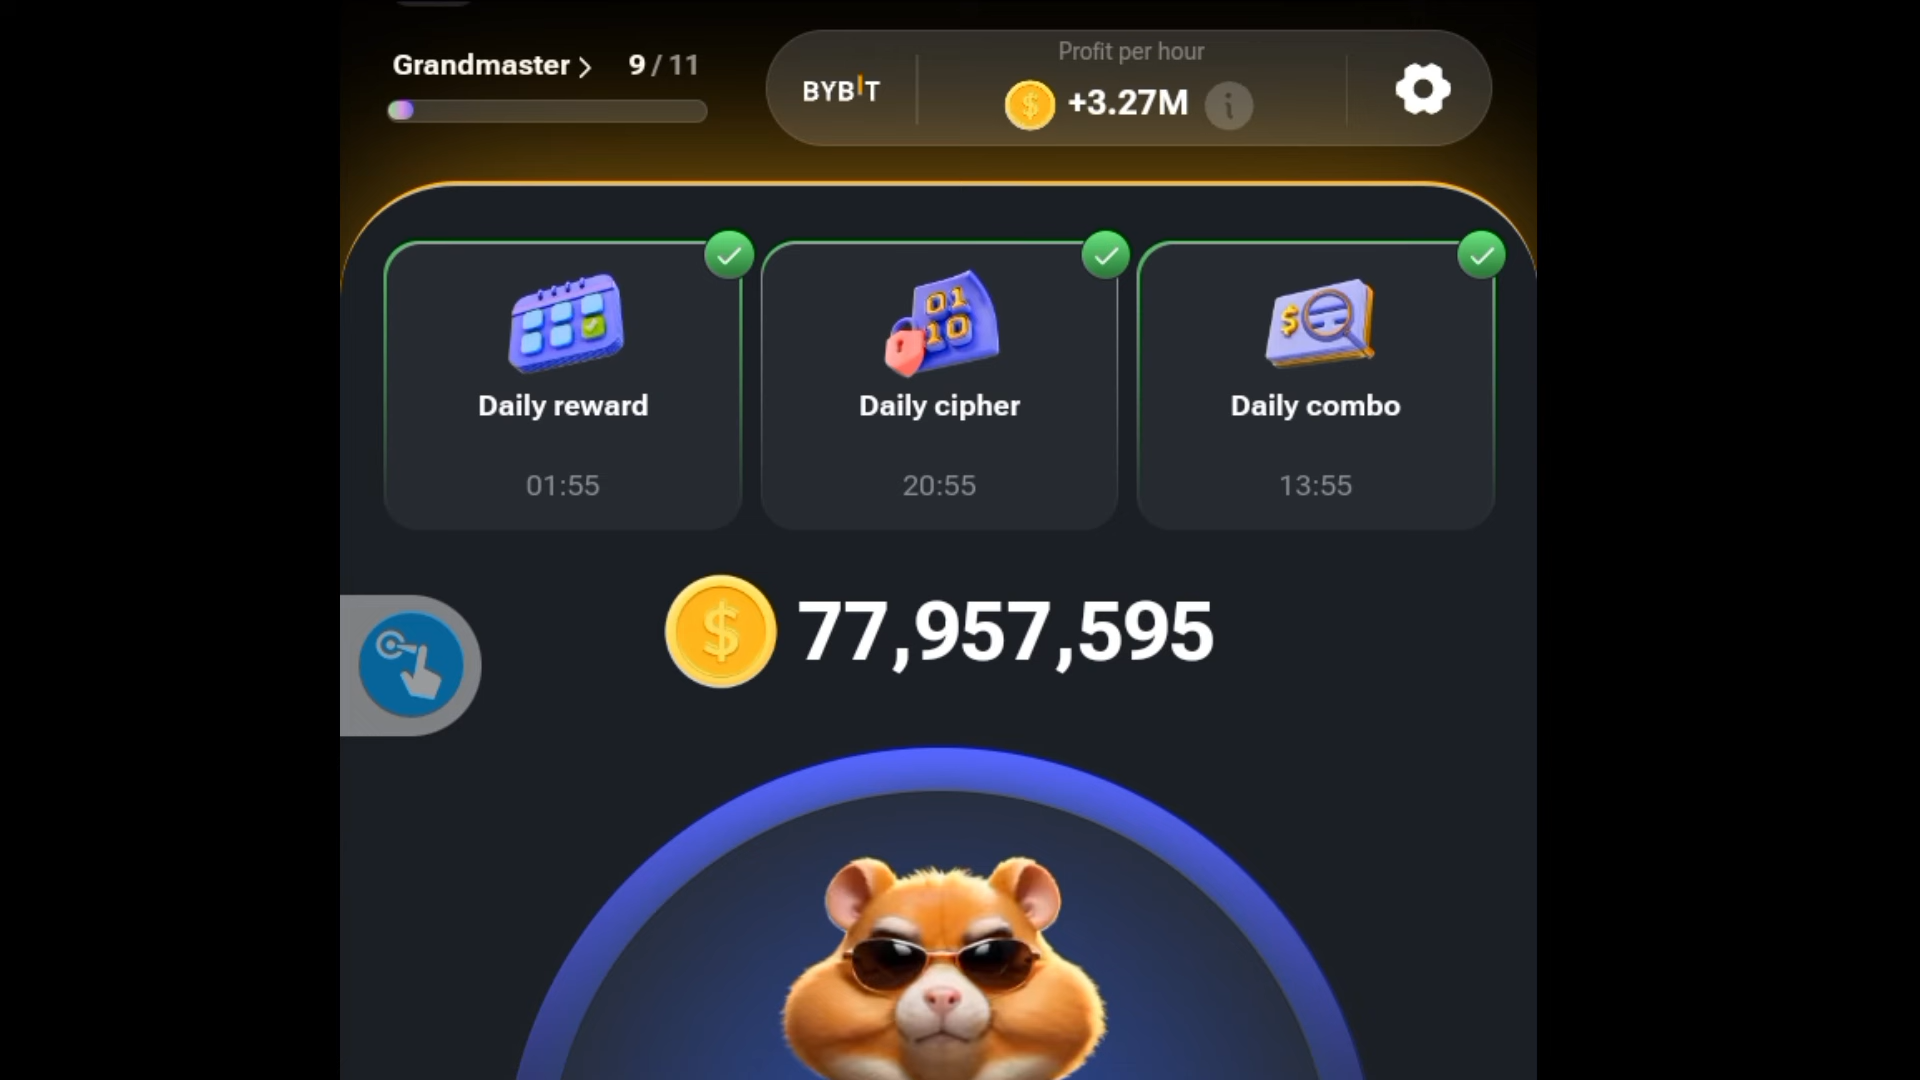 Grandmaster > 9 / 11
BYBIT
Profit per hour
+3.27M
Daily reward
01:55
Daily cipher
20:55
Daily combo
13:55
77,957,595